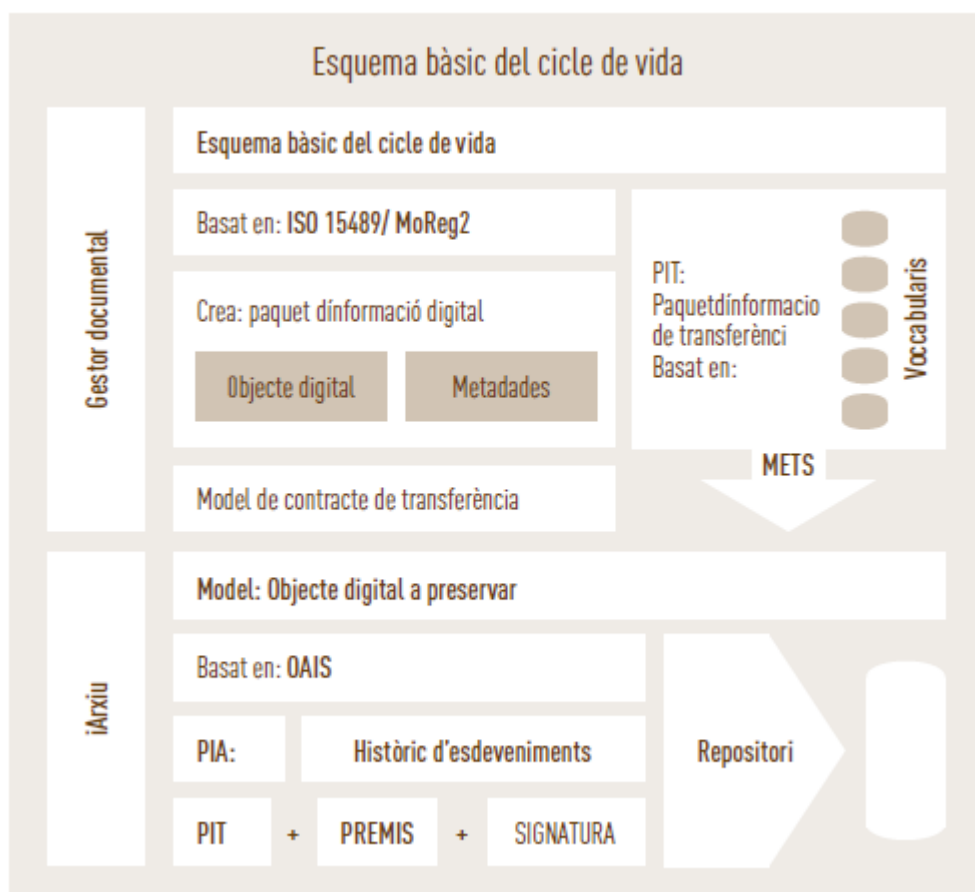 Esquema bàsic del cicle de vida
Gestor documental
Esquema bàsic del cicle de vida
Basat en: ISO 15489/ MoReg2
Crea: paquet dínformació digital
Objecte digital
Metadades
Model de contracte de transferència
PIT:
Paquetdínformacio
de transferènci
Basat en:
Voccabularis
METS
iArxiu
Model: Objecte digital a preservar
Basat en: OAIS
PIA:
Històric d'esdeveniments
PIT + PREMIS + SIGNATURA
Repositori